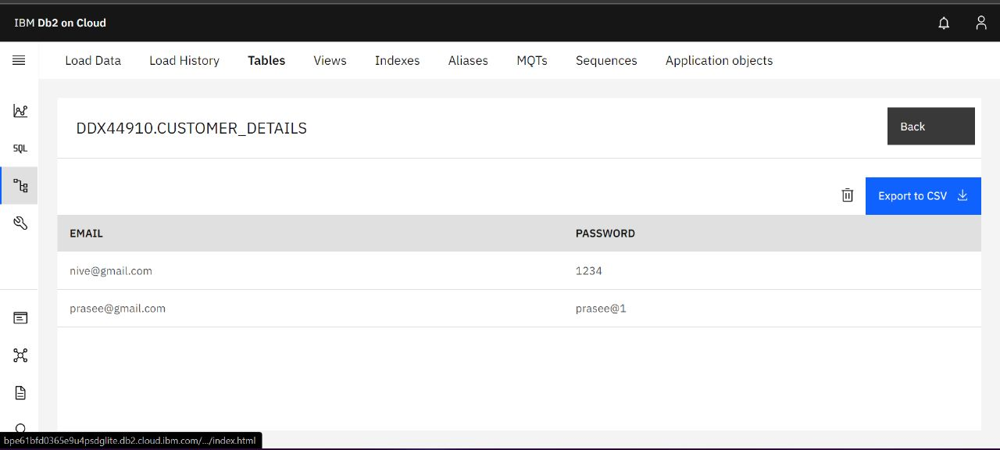 IBM Db2 on Cloud
Load Data Load History Tables Views Indexes Aliases MQTs Sequences Application objects
DDX44910.CUSTOMER_DETAILS
Back
SQL
Export to CSV
EMAIL PASSWORD
nive@gmail.com 1234
prasee@gmail.com prasee@1
bpe61bfd0365e9u4psdglite.db2.cloud.ibm.com/.../index.html